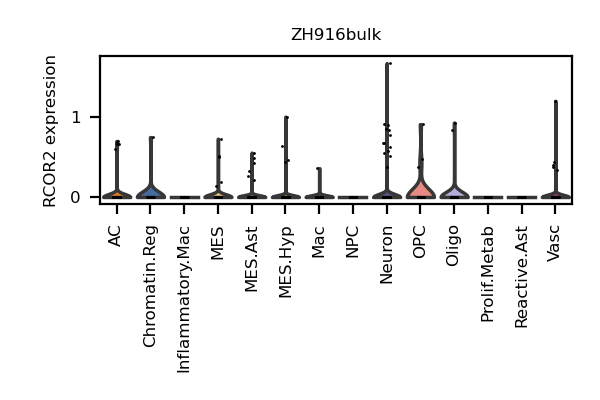 ZH916bulk
RCOR2 expression
1
0
AC
Chromatin.Reg
Inflammatory.Mac
MES
MES.Ast
MES.Hyp
Mac
NPC
Neuron
OPC
Oligo
Prolif.Metab
Reactive.Ast
Vasc